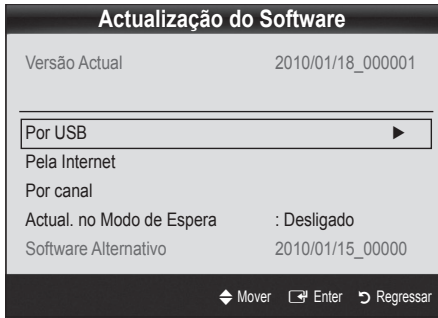 Actualização do Software
Versão Actual 2010/01/18_000001
Por USB ►
Pela Internet
Por canal
Actual. no Modo de Espera : Desligado
Software Alternativo 2010/01/15_00000
Mover Enter Regressar